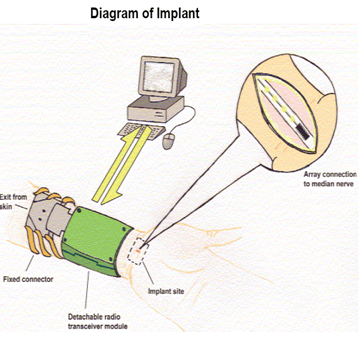 Diagram of Implant
Array connection
to median nerve
Exit from
skin
Fixed connector
Implant site
Detachable radio
transceiver module